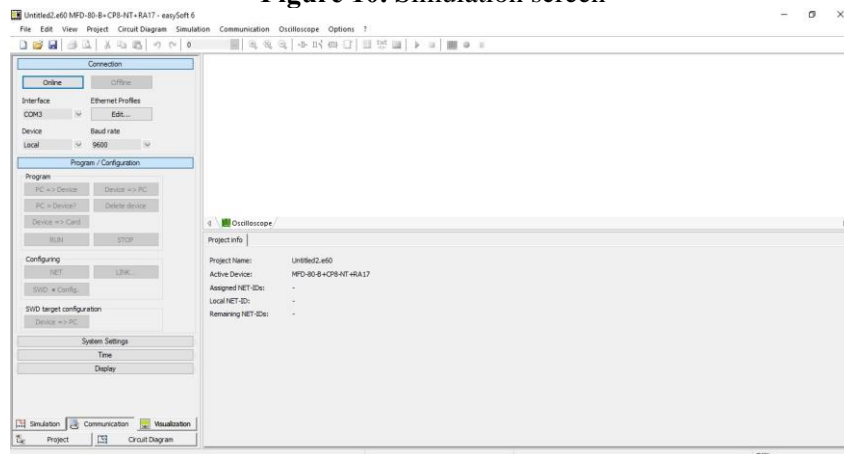 Figure 10. Simulation screen
Untitled2.e60 MFD-80-B+CP8-NT+RA17 - easySoft 6
File Edit View Project Circuit Diagram Simulation Communication Oscilloscope Options ?
0
Connection
Online Offline
Interface Ethernet Profiles
COM3 Edit...
Device Baud rate
Local 9600
Program / Configuration
Program
PC => Device Device => PC
PC = Device? Delete device
Device => Card
RUN STOP
Configuring
NET LINK...
SWD Config.
SWD target configuration
Device => PC
System Settings
Time
Display
Simulation Communication Visualization
Project Circuit Diagram
Oscilloscope
Project info
Project Name: Untitled2.e60
Active Device: MFD-80-B+CP8-NT+RA17
Assigned NET-IDs: -
Local NET-ID: -
Remaining NET-IDs: -